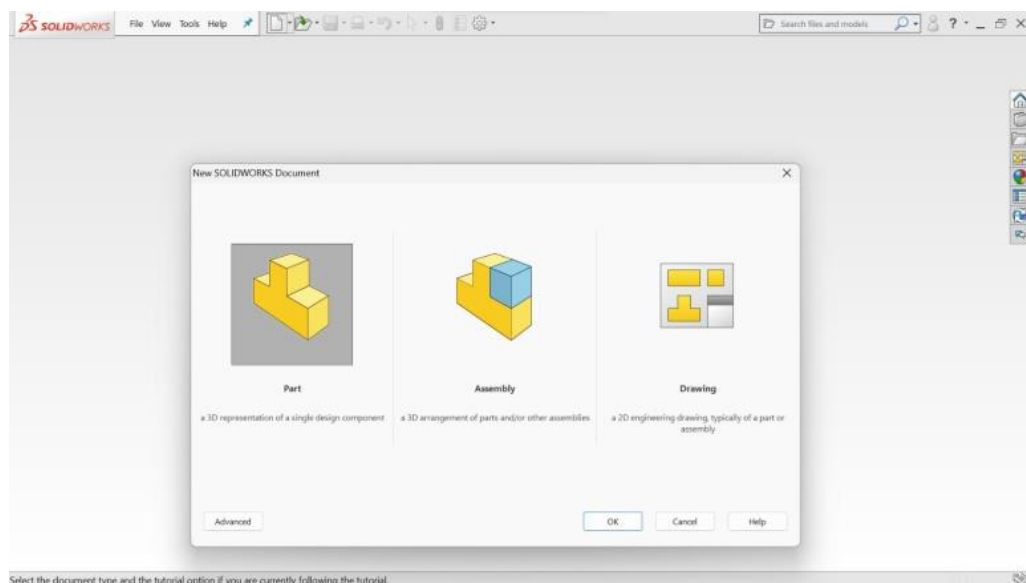 SOLIDWORKS File View Tools Help Search files and models ?
New SOLIDWORKS Document
Part Assembly Drawing
a 3D representation of a single design component a 3D arrangement of parts and/or other assemblies a 2D engineering drawing, typically of a part or
assembly
Advanced OK Cancel Help
Select the document type and the tutorial option if you are currently following the tutorial.